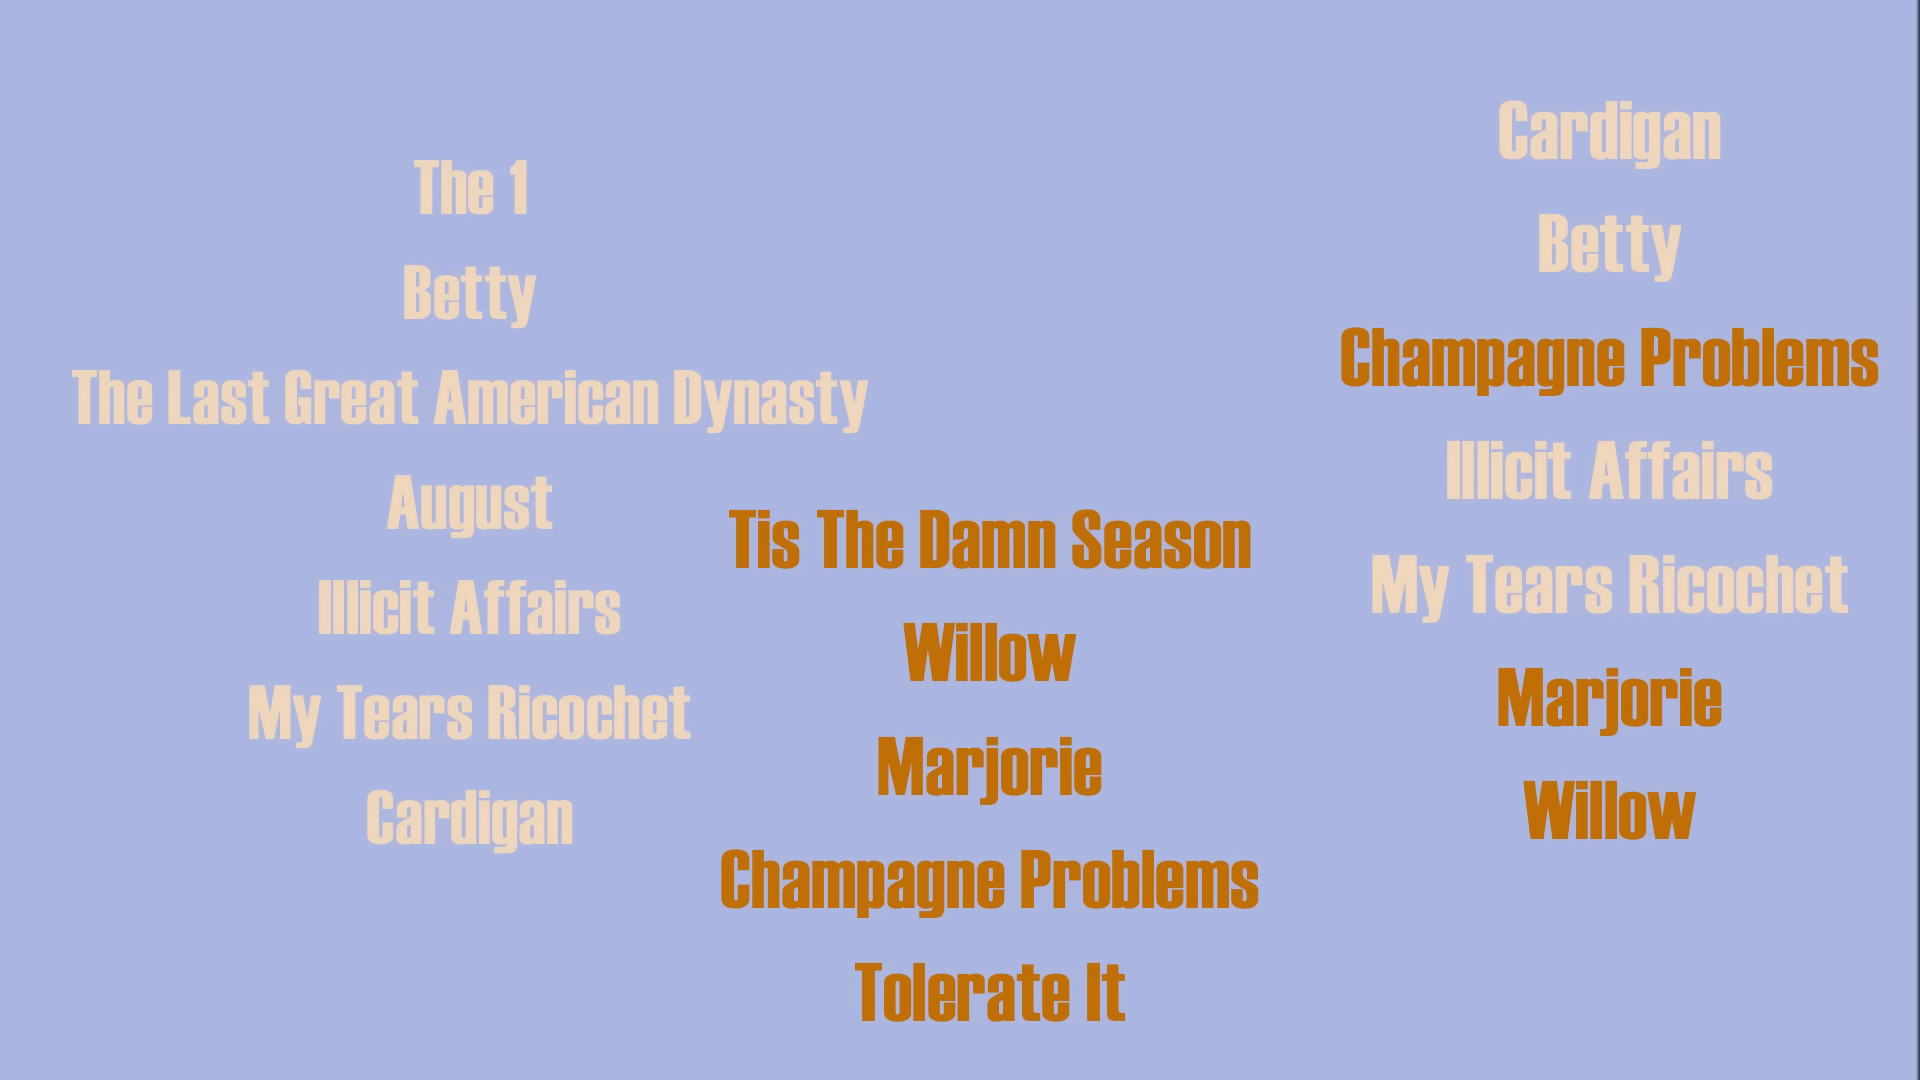 The 1
Betty
The Last Great American Dynasty
August
Illicit Affairs
My Tears Ricochet
Cardigan
Tis The Damn Season
Willow
Marjorie
Champagne Problems
Tolerate It
Cardigan
Betty
Champagne Problems
Illicit Affairs
My Tears Ricochet
Marjorie
Willow